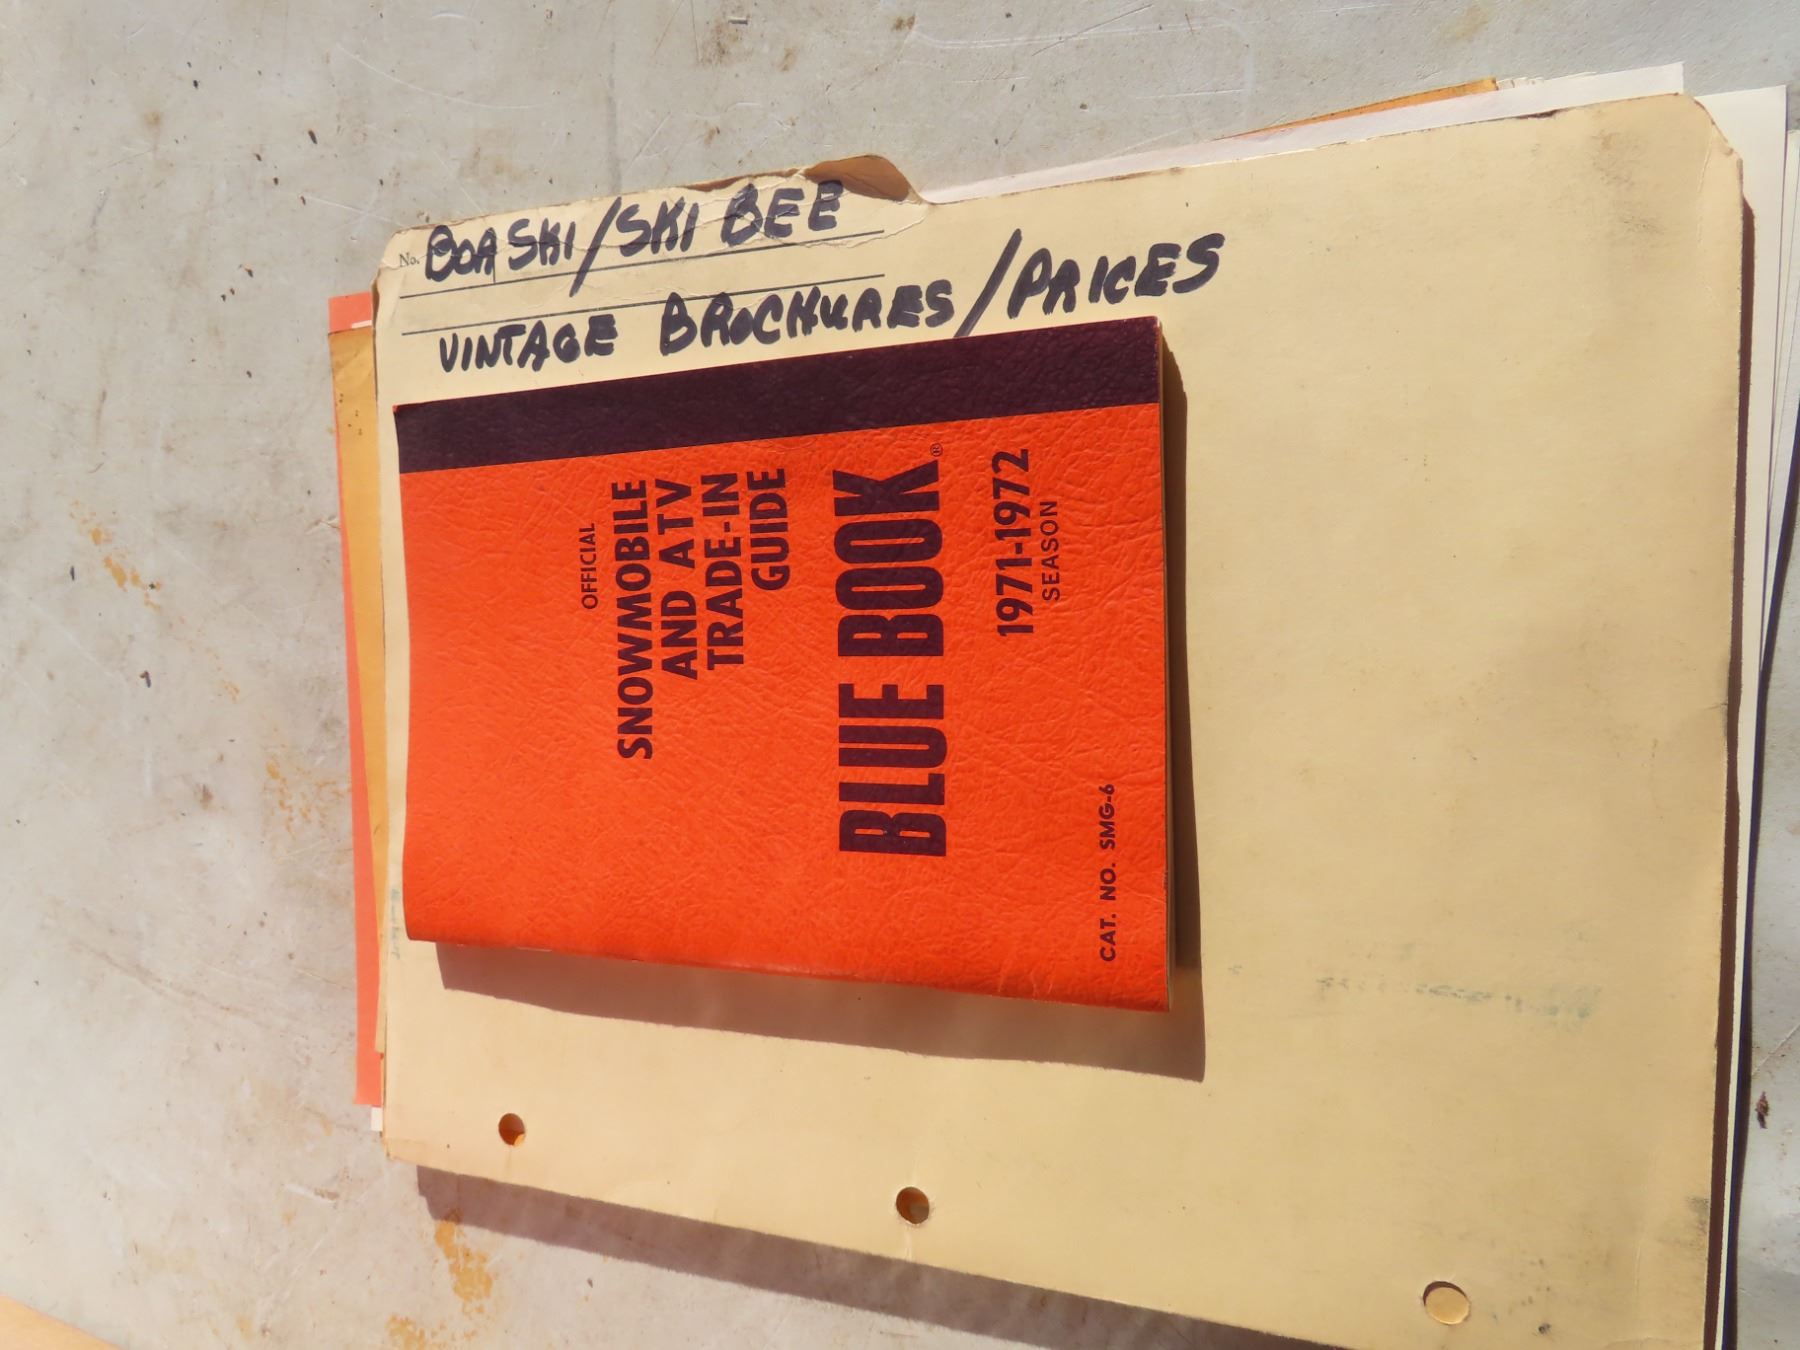 No. BOA SKI/SKI BEE
VINTAGE BROCHURES/PRICES
OFFICIAL
SNOWMOBILE
AND ATV
TRADE-IN
GUIDE
BLUE BOOK®
1971-1972
SEASON
CAT. NO. SMG-6